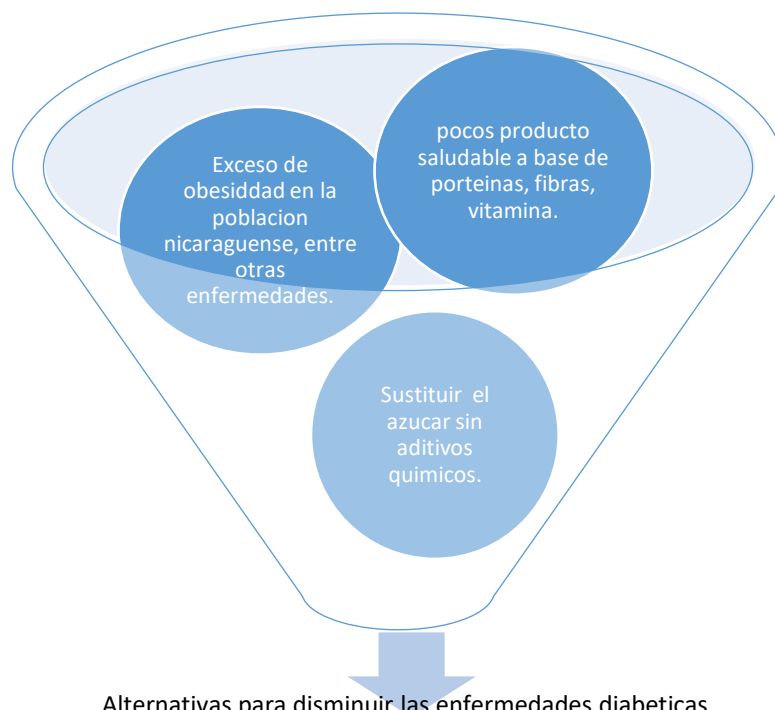 Exceso de
obesiddad en la
poblacion
nicaraguense, entre
otras
enfermedades.
pocos producto
saludable a base de
porteinas, fibras,
vitamina.
Sustituir el
azucar sin
aditivos
quimicos.
Alternativas para disminuir las enfermedades diabeticas